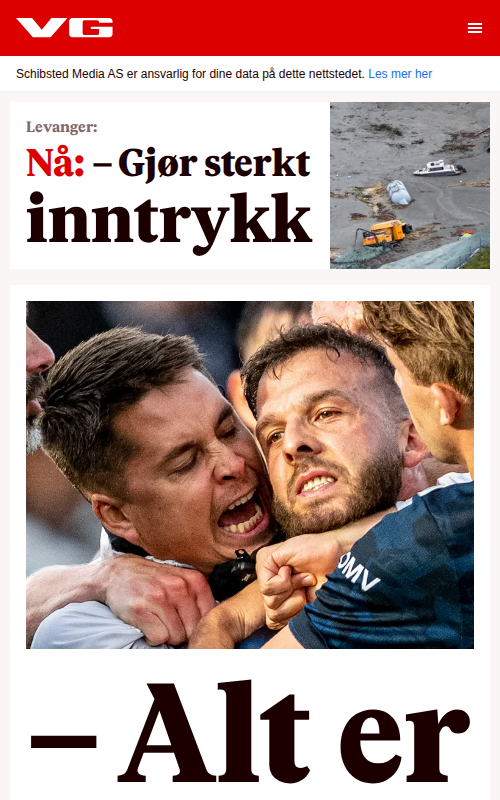 VG
Schibsted Media AS er ansvarlig for dine data på dette nettstedet. Les mer her
Levanger:
Nå: – Gjør sterkt
inntrykk
OMV
– Alt er